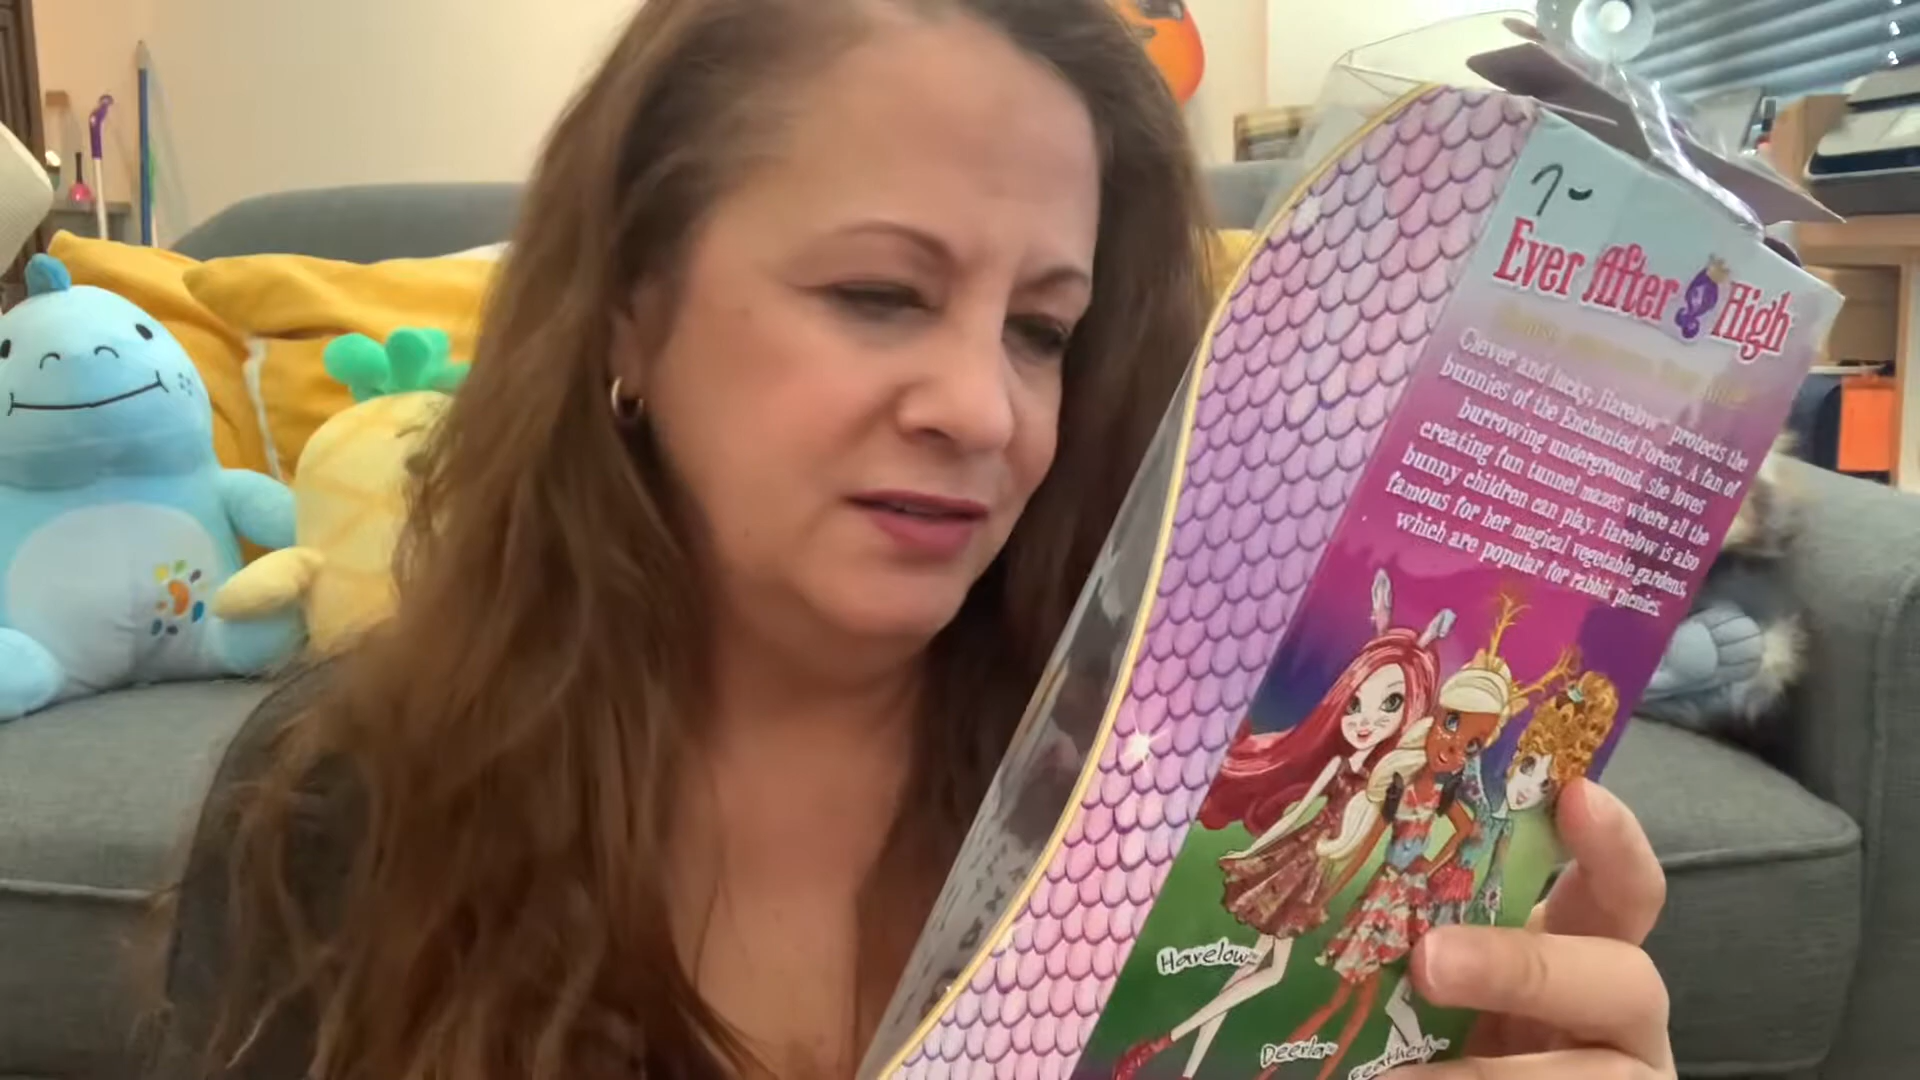 7-
Ever After High
Clever and lucky, Harelow™ protects the
bunnies of the Enchanted Forest. A fan of
burrowing underground, she loves
creating fun tunnel mazes where all the
bunny children can play. Harelow is also
famous for her magical vegetable gardens,
which are popular for rabbit picnics.
Harelow™
Deerla™
Featherly™